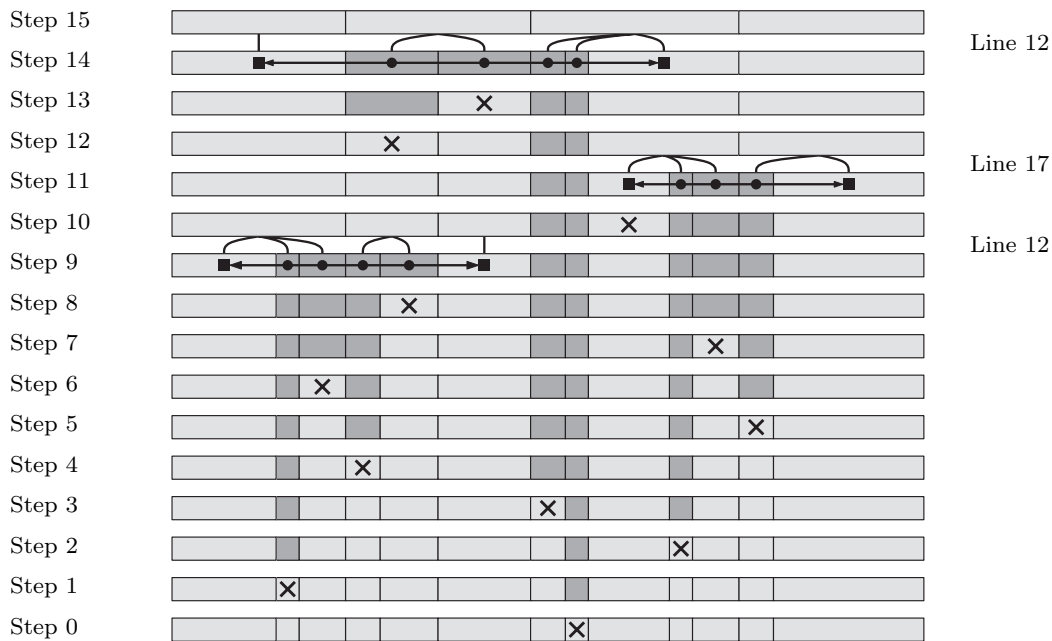 Step 15
Line 12
Step 14
Step 13
Step 12
Line 17
Step 11
Step 10
Line 12
Step 9
Step 8
Step 7
Step 6
Step 5
Step 4
Step 3
Step 2
Step 1
Step 0